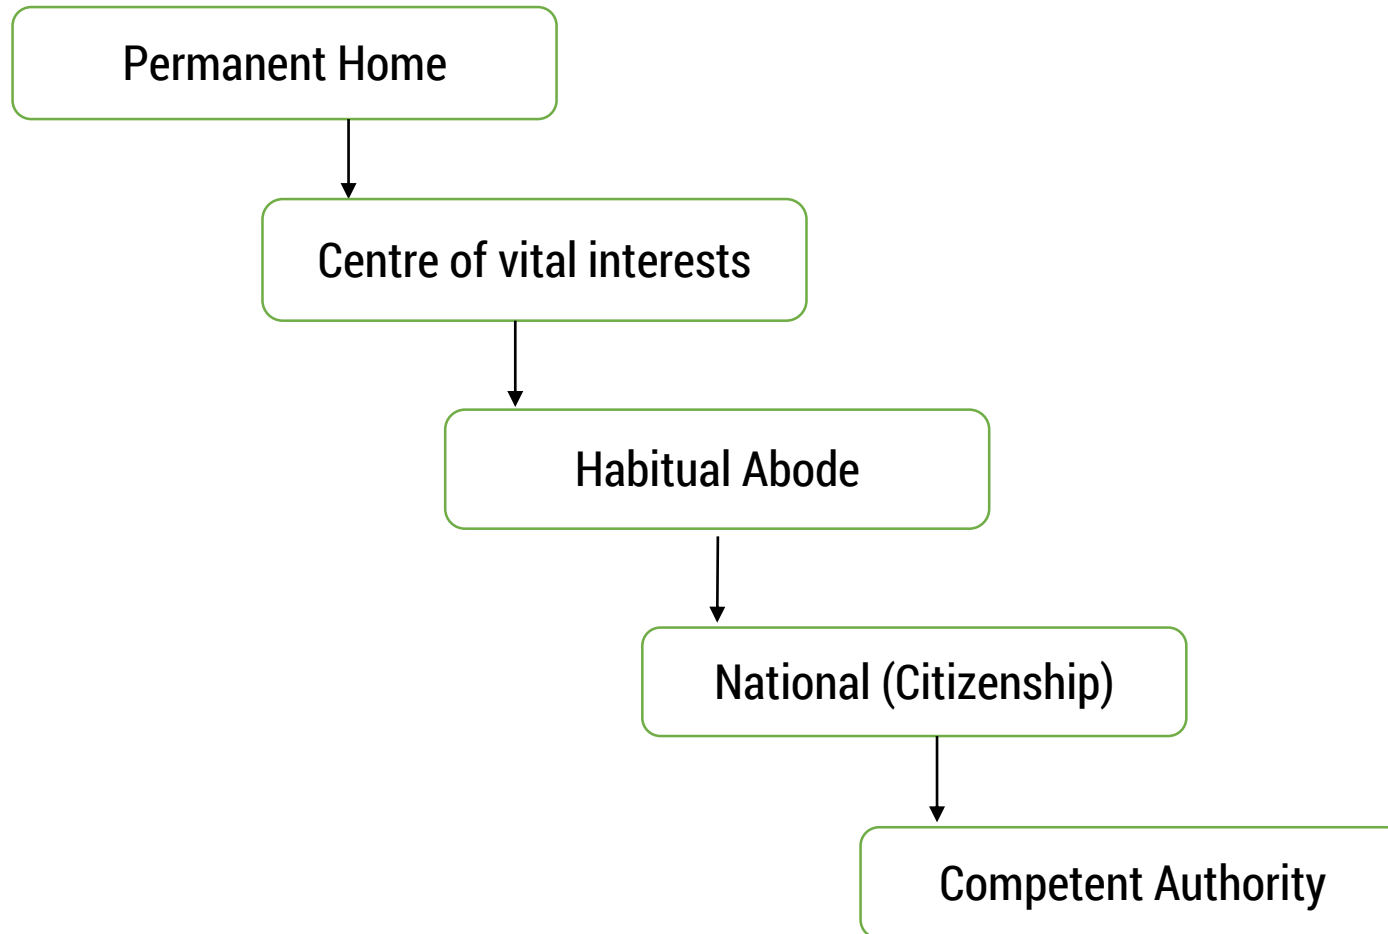 Permanent Home
Centre of vital interests
Habitual Abode
National (Citizenship)
Competent Authority